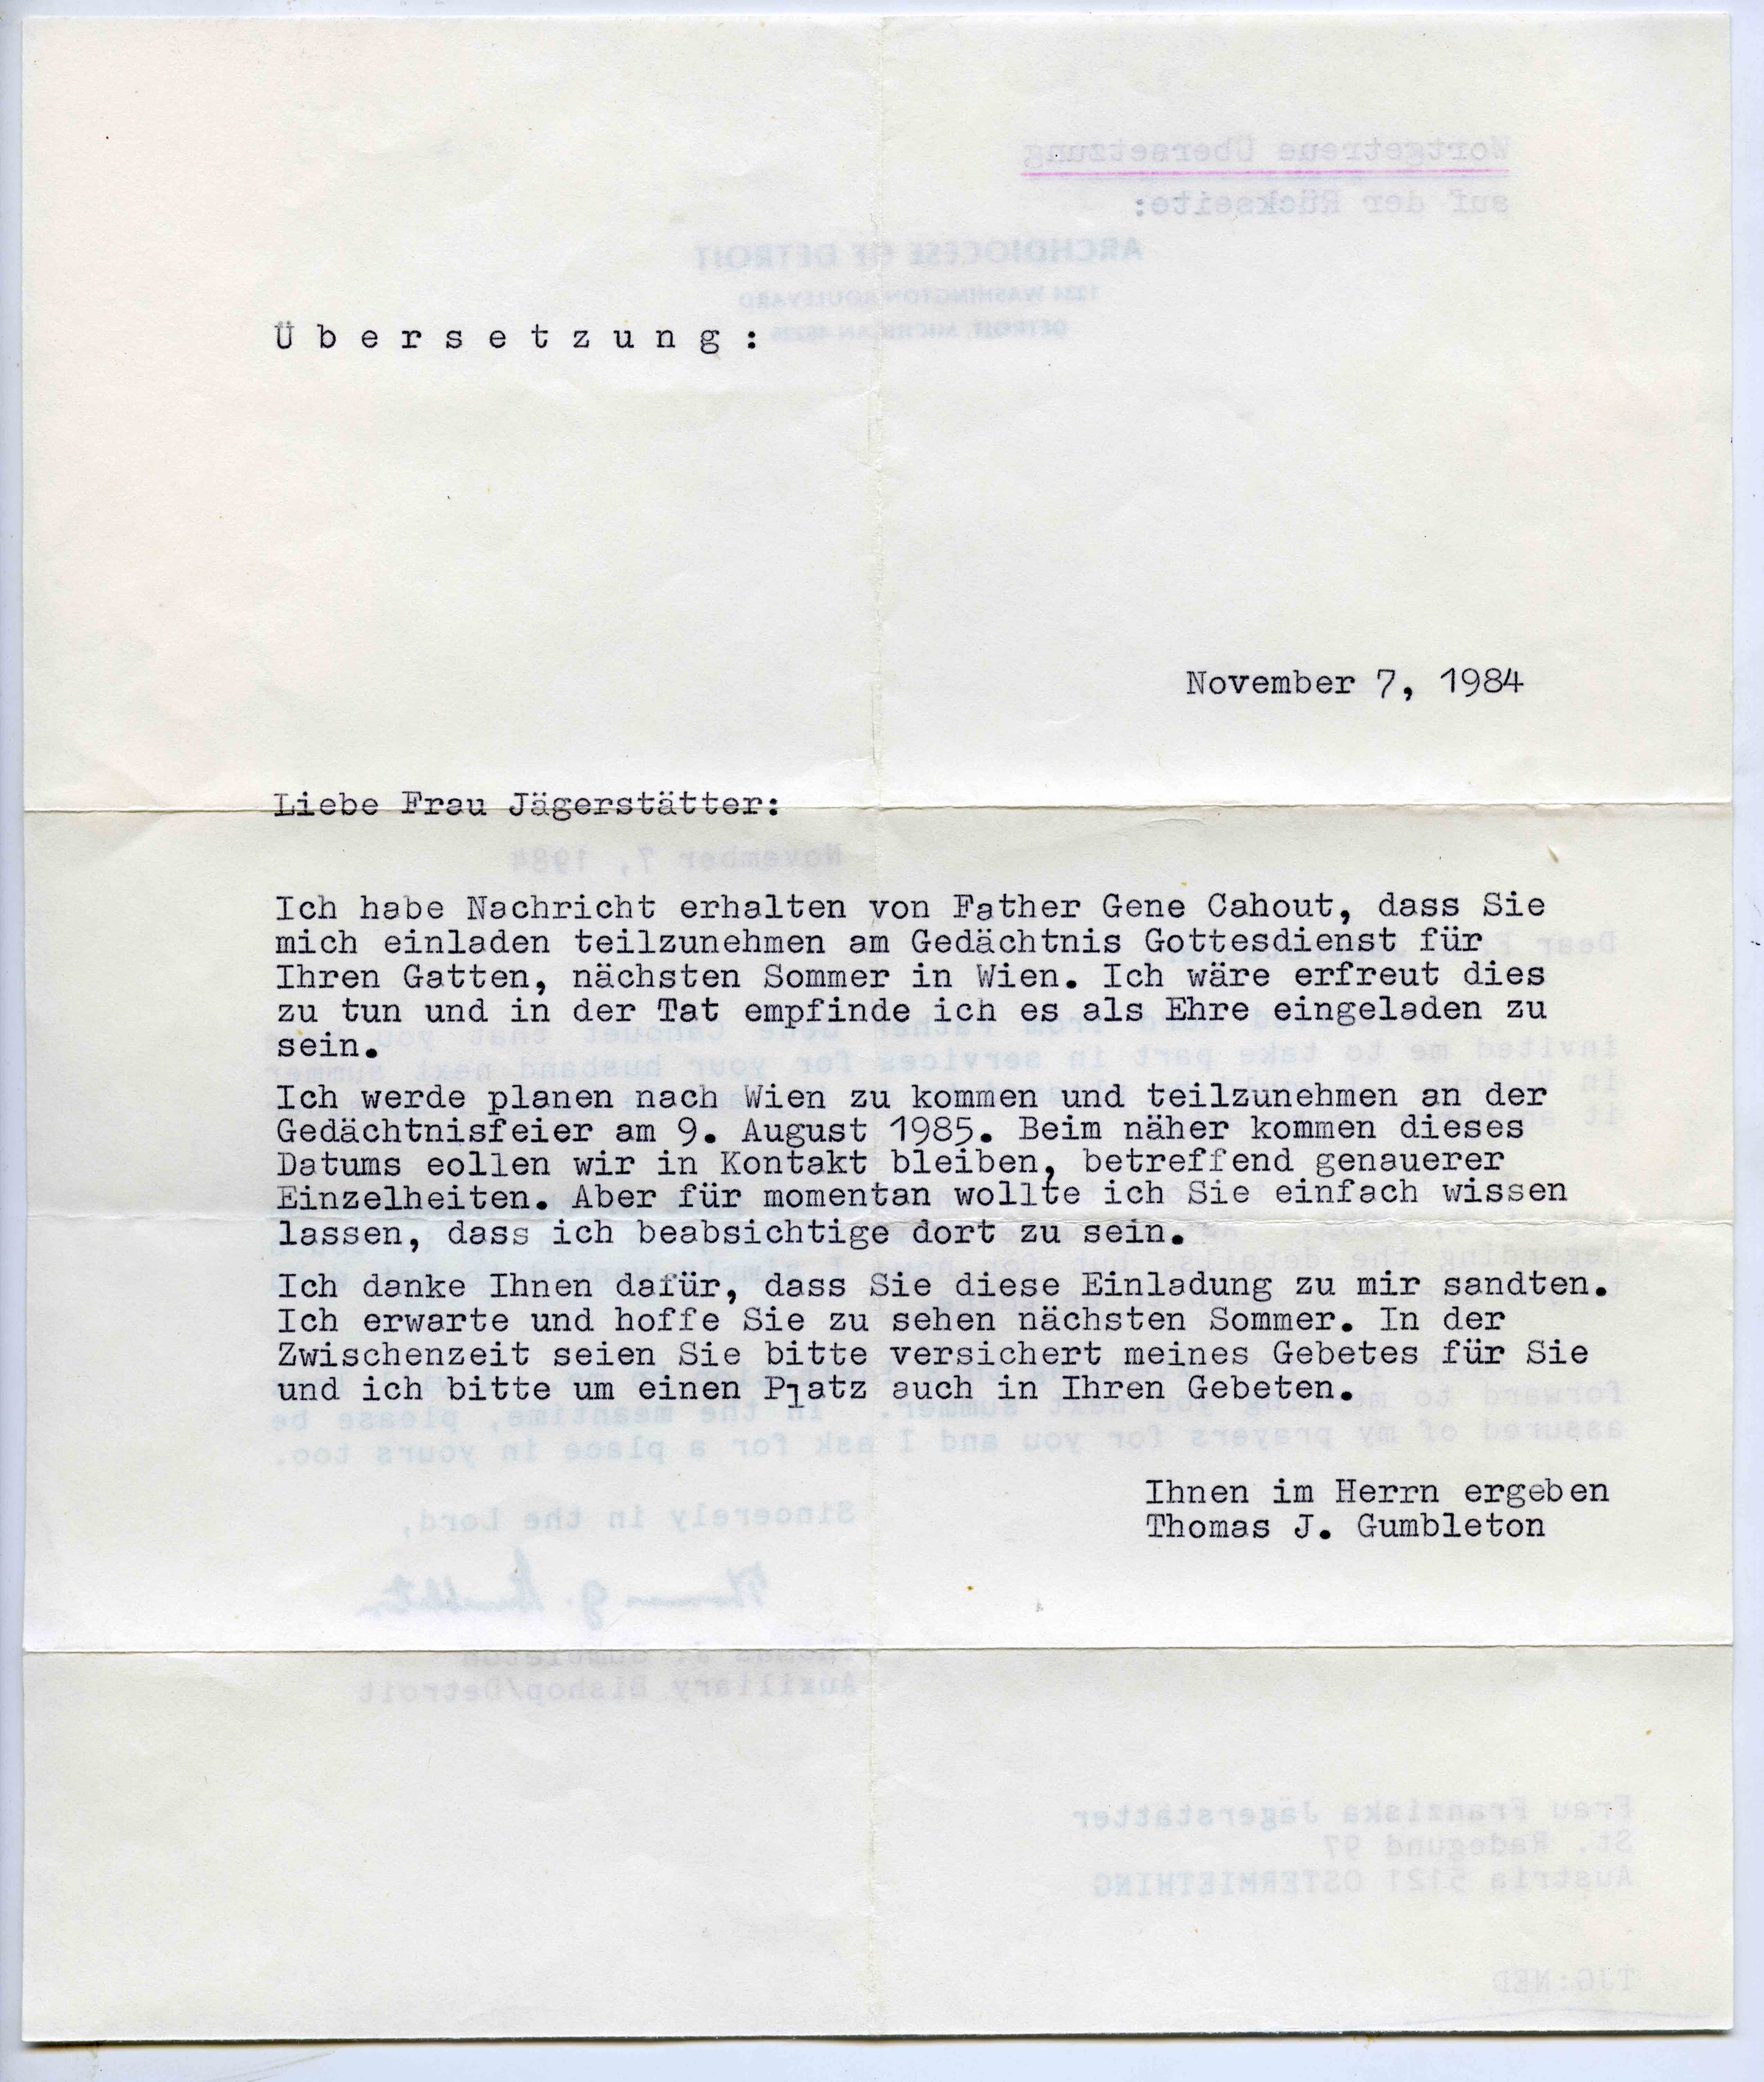 Übersetzung:
November 7, 1984
Liebe Frau Jägerstätter:
Ich habe Nachricht erhalten von Father Gene Cahout, dass Sie
mich einladen teilzunehmen am Gedächtnis Gottesdienst für
Ihren Gatten, nächsten Sommer in Wien. Ich wäre erfreut dies
zu tun und in der Tat empfinde ich es als Ehre eingeladen zu
sein.
Ich werde planen nach Wien zu kommen und teilzunehmen an der
Gedächtnisfeier am 9. August 1985. Beim näher kommen dieses
Datums eollen wir in Kontakt bleiben, betreffend genauerer
Einzelheiten. Aber für momentan wollte ich Sie einfach wissen
lassen, dass ich beabsichtige dort zu sein.
Ich danke Ihnen dafür, dass Sie diese Einladung zu mir sandten.
Ich erwarte und hoffe Sie zu sehen nächsten Sommer. In der
Zwischenzeit seien Sie bitte versichert meines Gebetes für Sie
und ich bitte um einen Platz auch in Ihren Gebeten.
Ihnen im Herrn ergeben
Thomas J. Gumbleton